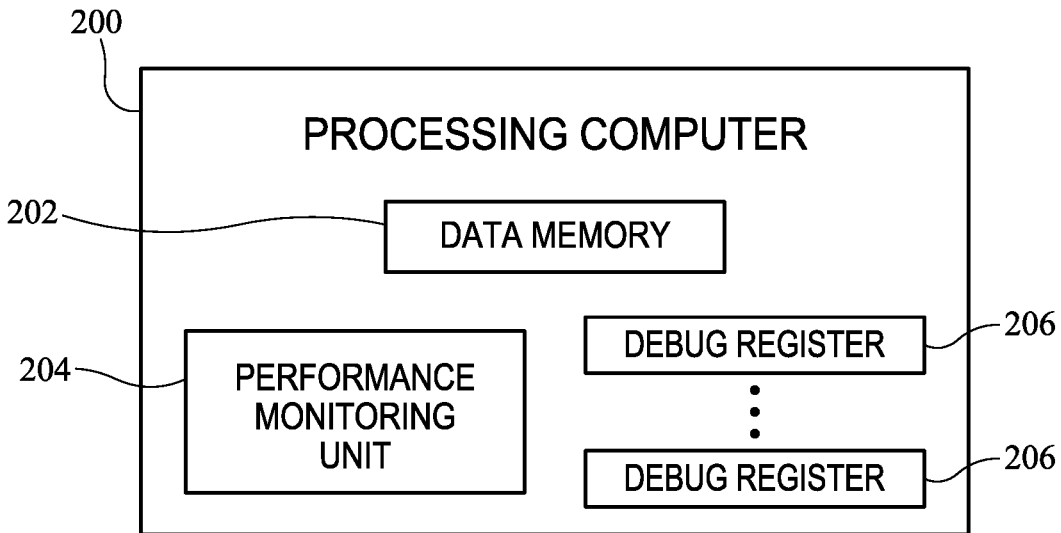 200
PROCESSING COMPUTER
202
DATA MEMORY
204
PERFORMANCE
MONITORING
UNIT
DEBUG REGISTER
206
DEBUG REGISTER
206